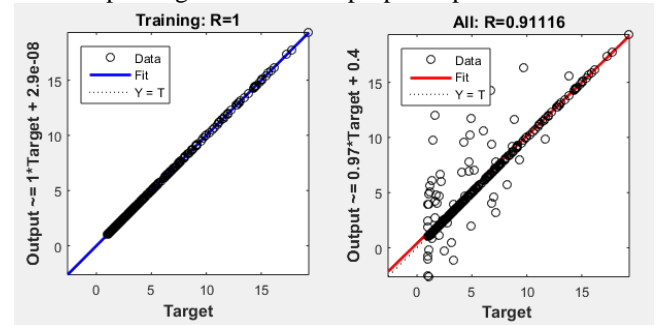 Training: R=1
Data
Fit
Y = T
15
10
5
0
0
5
10
15
Target
Output ~= 1*Target + 2.9e-08
All: R=0.91116
Data
Fit
Y = T
15
10
5
0
0
5
10
15
Target
Output ~= 0.97*Target + 0.4